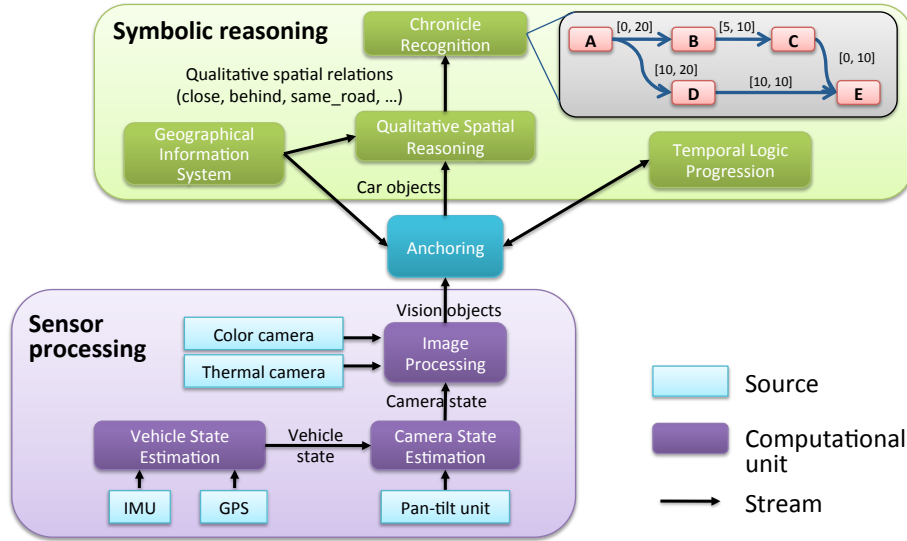 Symbolic reasoning
Chronicle
Recognition
[0, 20]
[5, 10]
A
B
C
[0, 10]
[10, 20]
[10, 10]
D
E
Qualitative spatial relations
(close, behind, same_road, ...)
Geographical
Information
System
Qualitative Spatial
Reasoning
Temporal Logic
Progression
Car objects
Anchoring
Vision objects
Sensor
processing
Color camera
Thermal camera
Image
Processing
Camera state
Source
Vehicle State
Estimation
Vehicle
state
Camera State
Estimation
Computational
unit
IMU
GPS
Pan-tilt unit
Stream